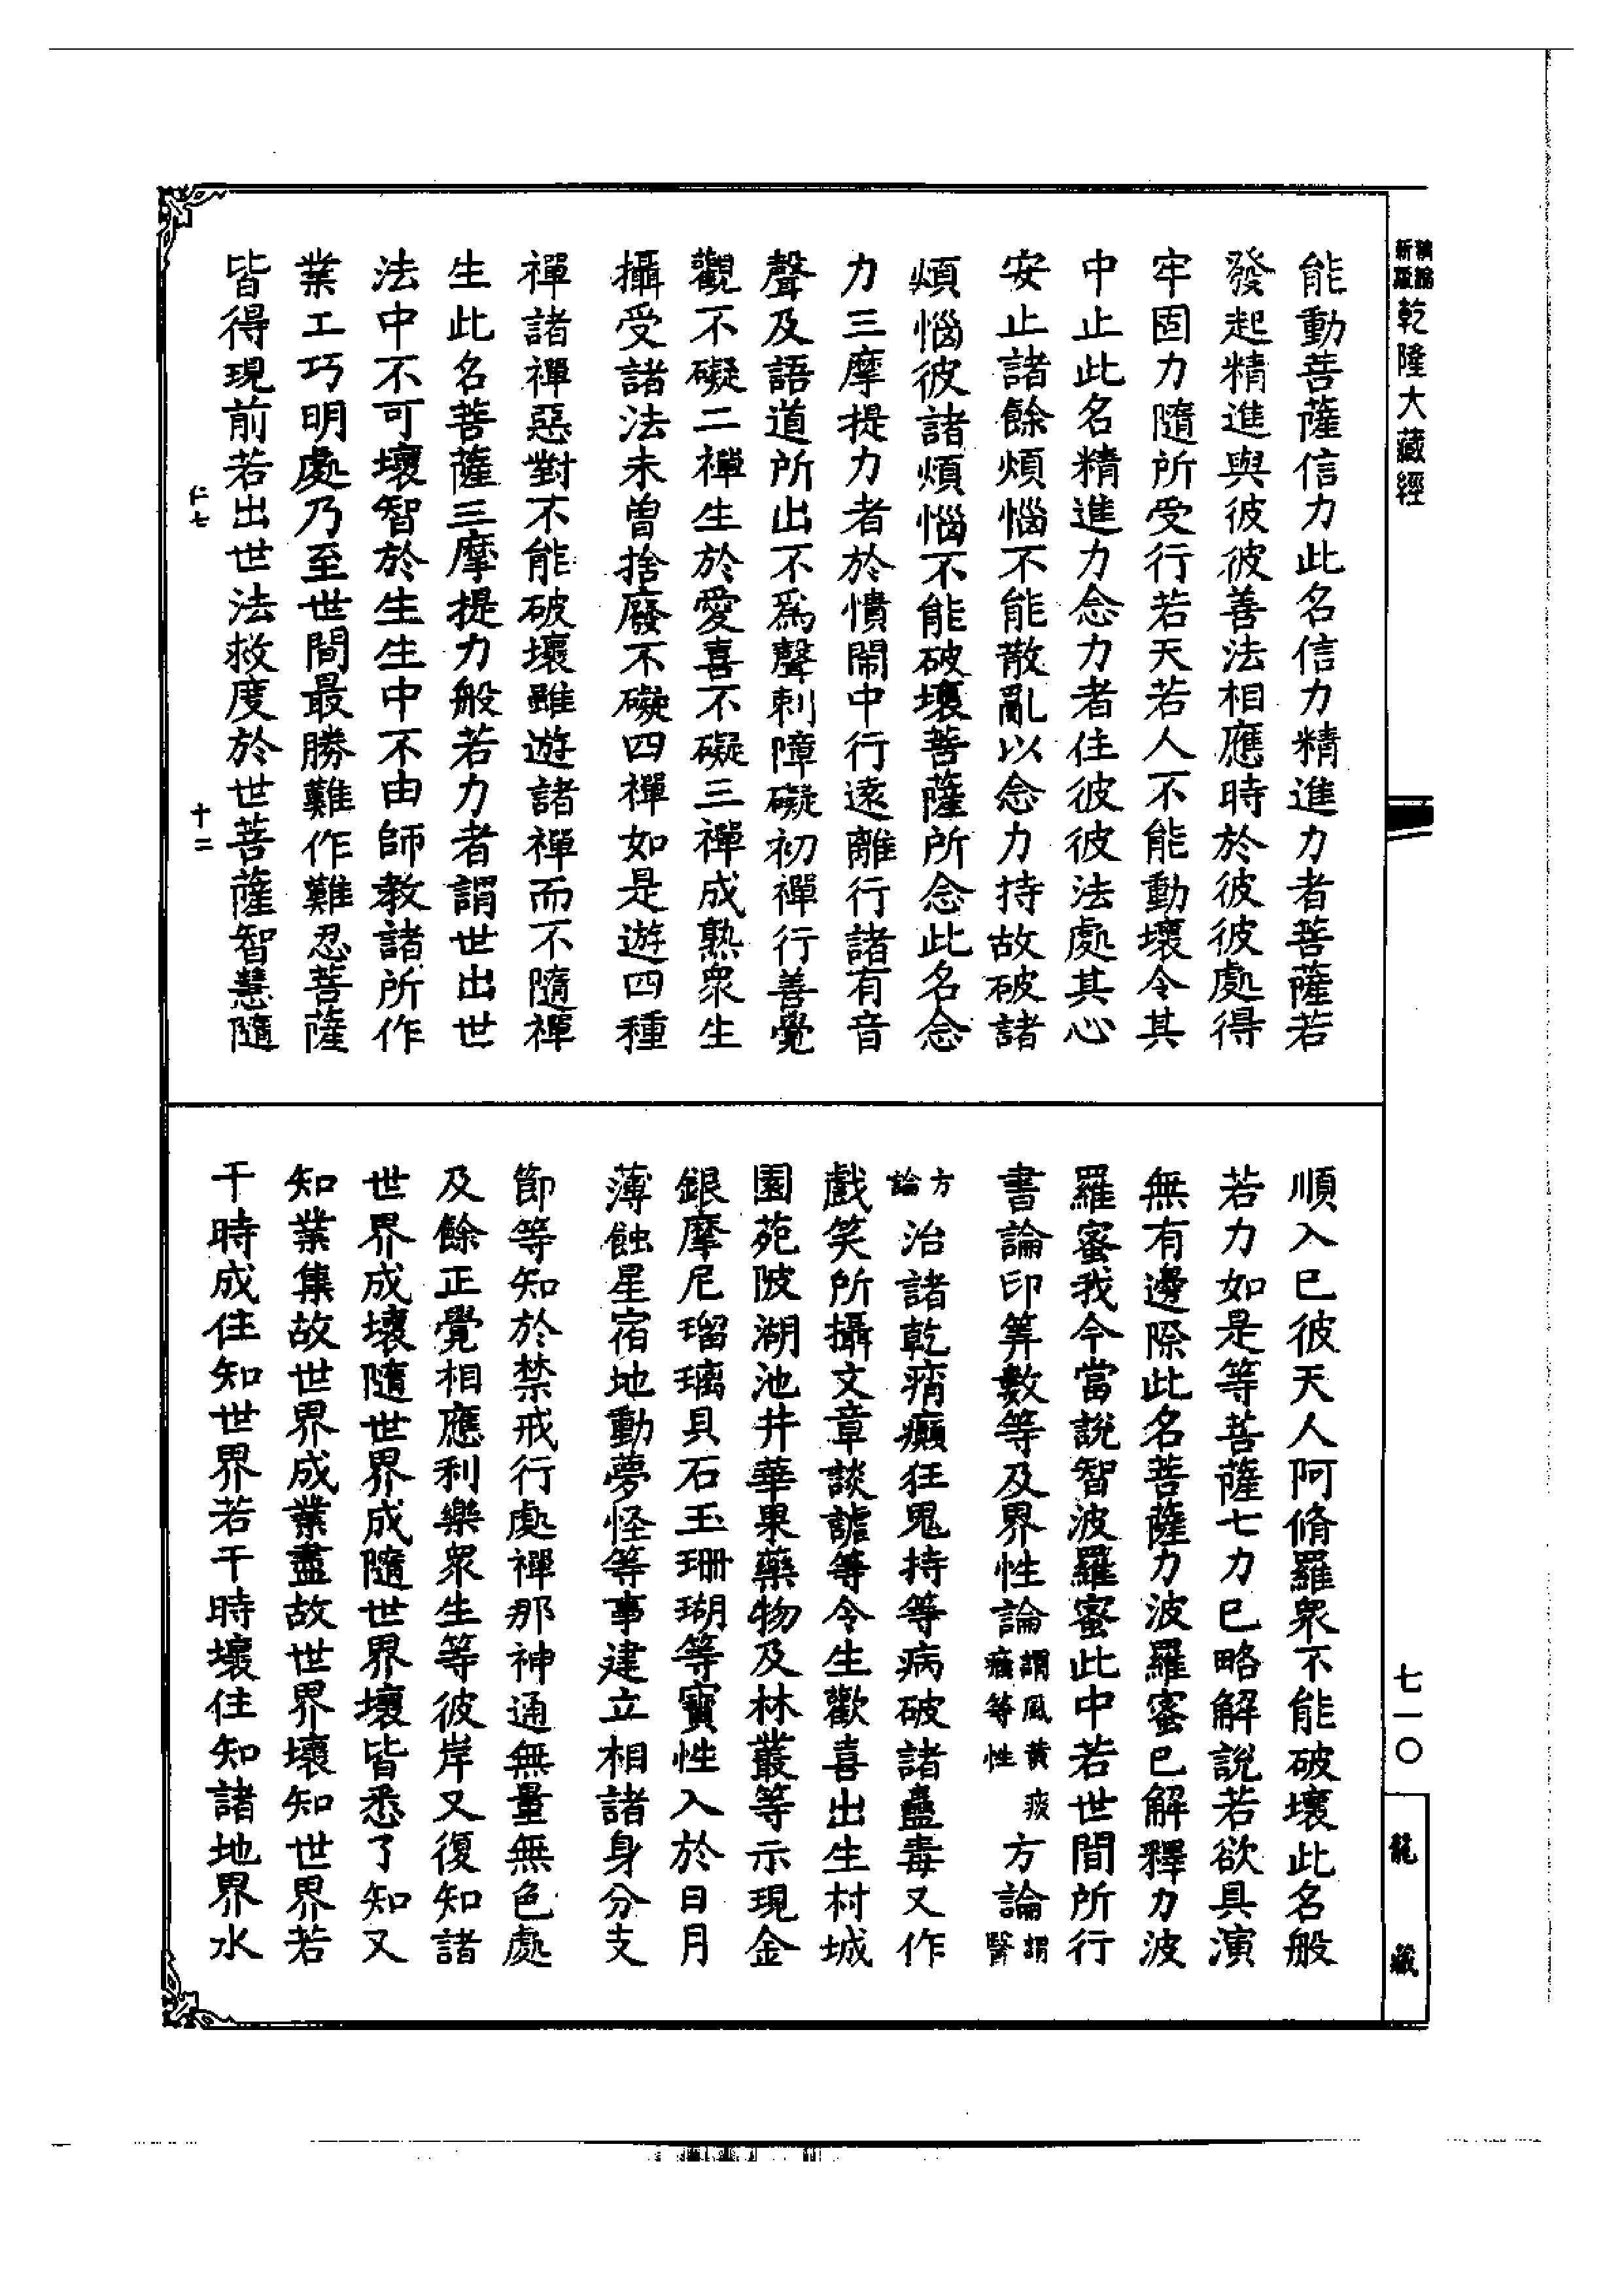 新編
新版
乾隆大藏經
七一〇
龍藏
能動菩薩信力此名信力精進力者菩薩若
發起精進與彼彼善法相應時於彼彼處得
牢固力隨所受行若天若人不能動壞令其
中止此名精進力念力者住彼彼法處其心
安止諸餘煩惱不能散亂以念力持故破諸
煩惱彼諸煩惱不能破壞菩薩所念此名念
力三摩提力者於憒鬧中行遠離行諸有音
聲及語道所出不為聲刺障礙初禪行善覺
觀不礙二禪生於愛喜不礙三禪成熟眾生
攝受諸法未曾捨廢不礙四禪如是遊四種
禪諸禪惡對不能破壞雖遊諸禪而不隨禪
生此名菩薩三摩提力般若力者謂世出世
法中不可壞智於生生中不由師教諸所作
業工巧明處乃至世間最勝難作難忍菩薩
皆得現前若出世法救度於世菩薩智慧隨
仁七 十二
順入已彼天人阿脩羅眾不能破壞此名般
若力如是等菩薩七力已略解說若欲具演
無有邊際此名菩薩力波羅蜜已解釋力波
羅蜜我今當說智波羅蜜此中若世間所行
書論印筭數等及界性論謂風黃痰癊等性方論謂醫
方論治諸乾痟癲狂鬼持等病破諸蠱毒又作
戲笑所攝文章談謔等令生歡喜出生村城
園苑陂湖池井華果藥物及林叢等示現金
銀摩尼瑠璃貝石玉珊瑚等寶性入於日月
薄蝕星宿地動夢怪等事建立相諸身分支
節等知於禁戒行處禪那神通無量無色處
及餘正覺相應利樂眾生等彼岸又復知諸
世界成壞隨世界成隨世界壞皆悉了知又
知業集故世界成業盡故世界壞知世界若
干時成住知世界若干時壞住知諸地界水